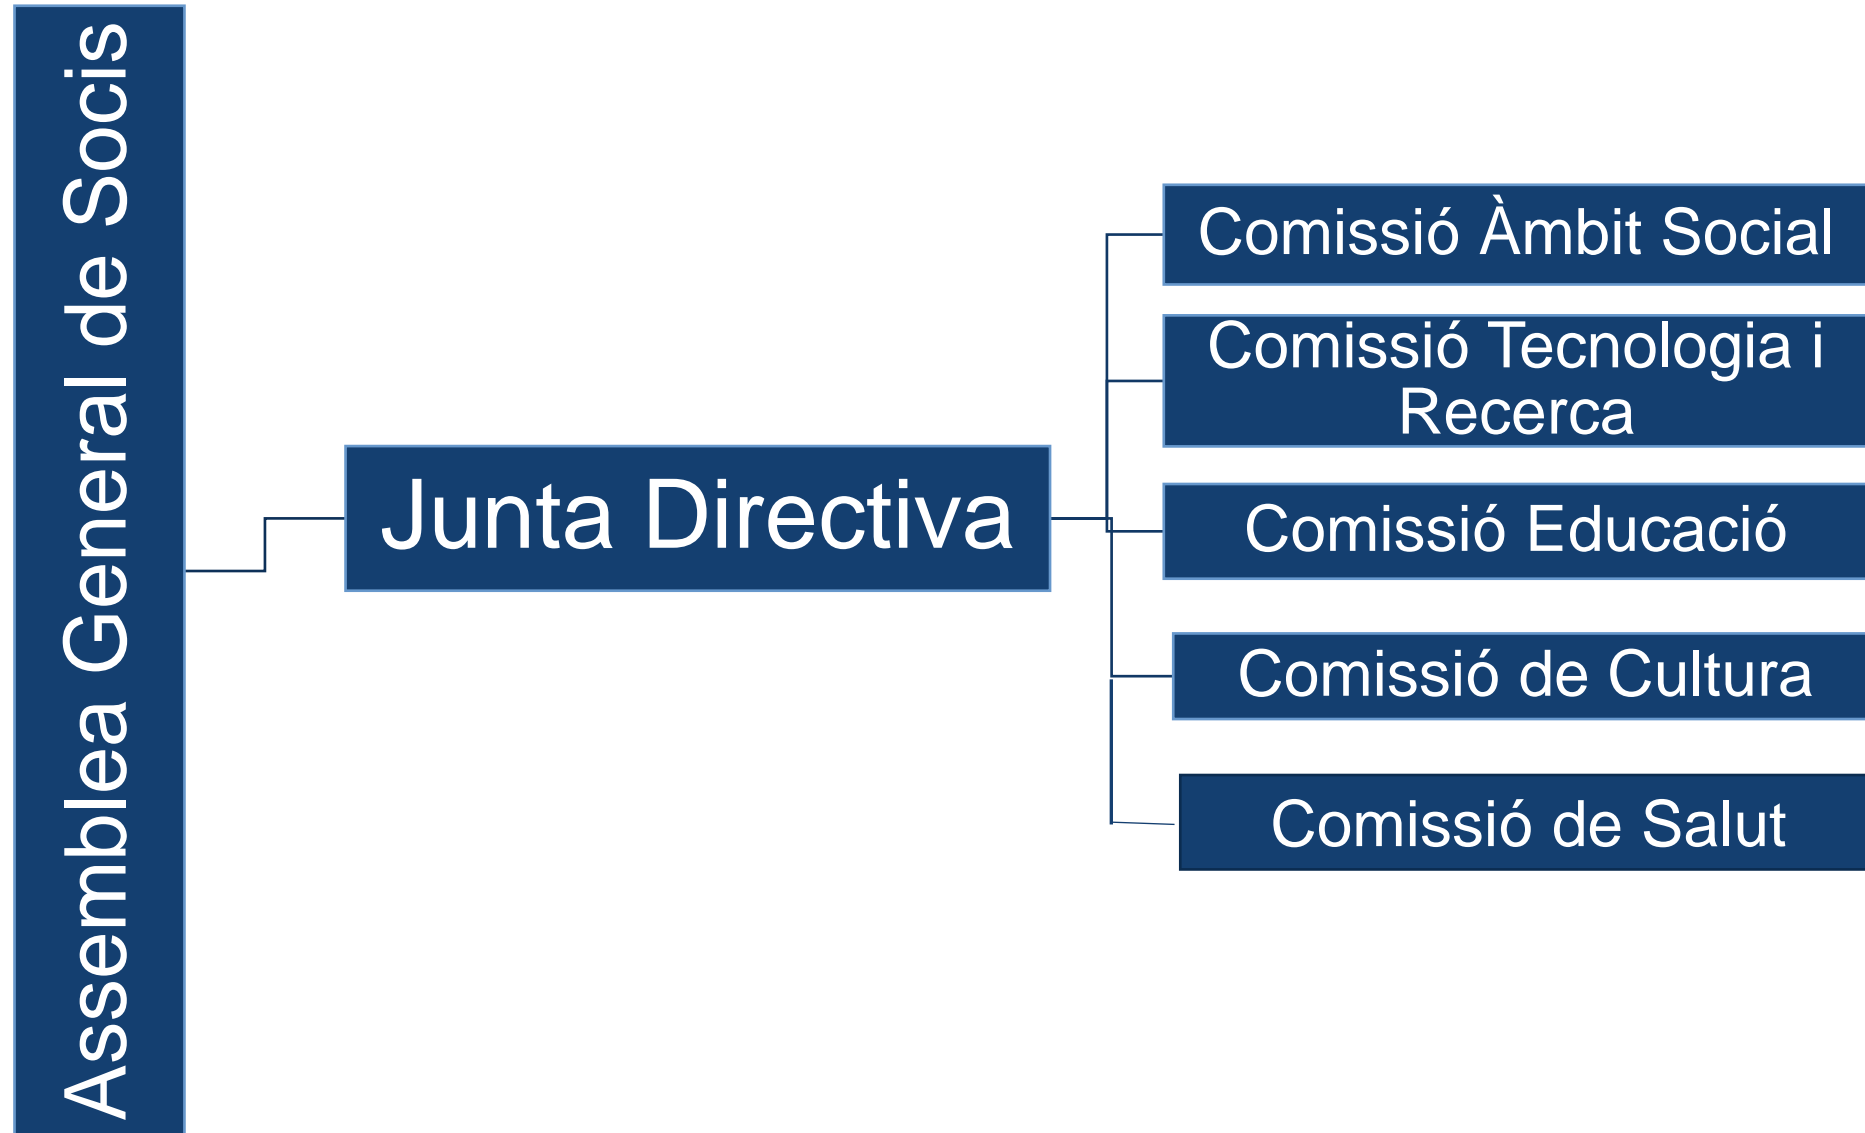 Assemblea General de Socis
Junta Directiva
Comissió Àmbit Social
Comissió Tecnologia i
Recerca
Comissió Educació
Comissió de Cultura
Comissió de Salut